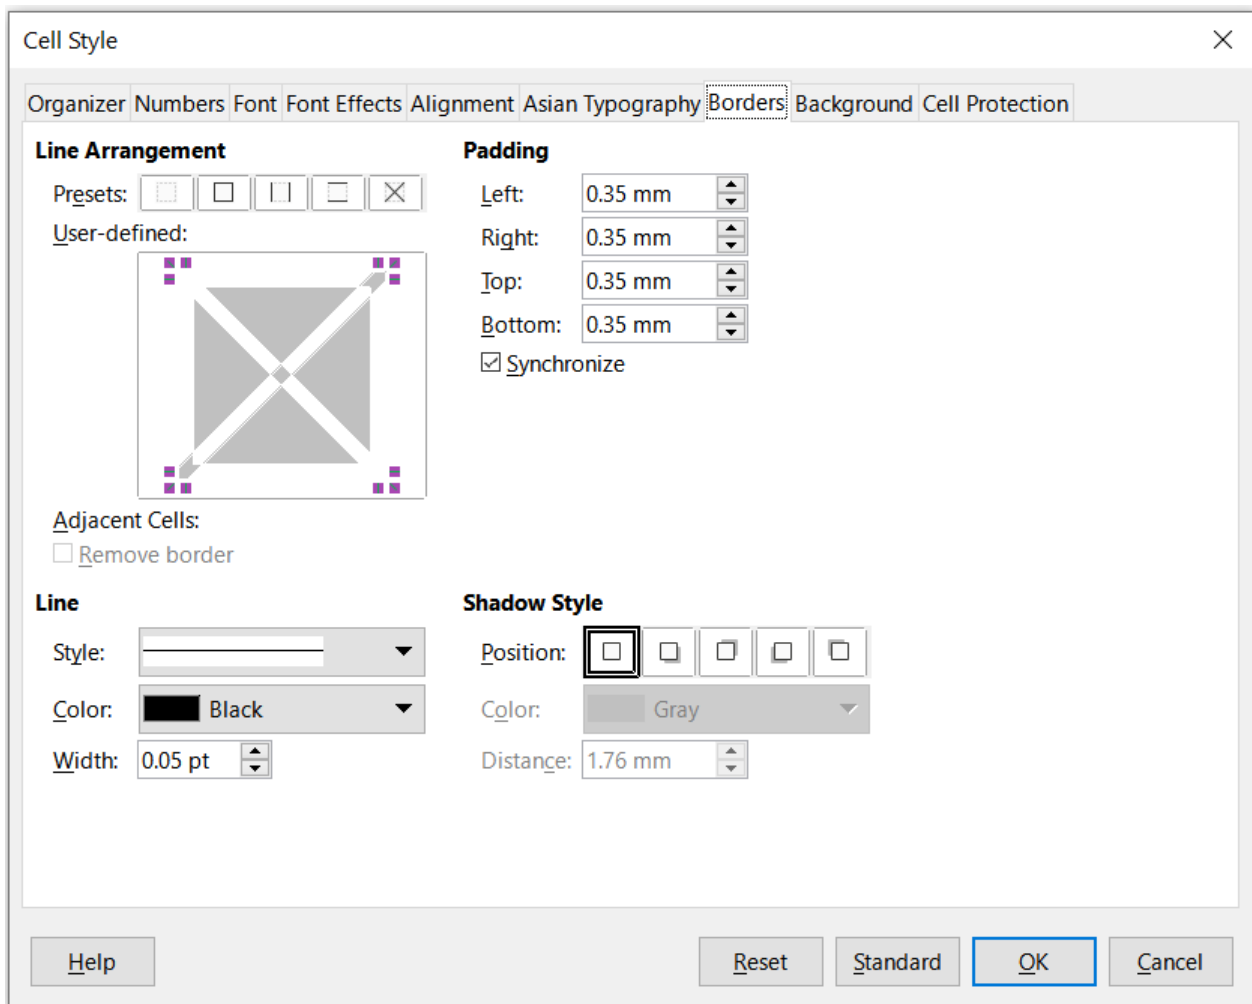 Cell Style
Organizer Numbers Font Font Effects Alignment Asian Typography Borders Background Cell Protection
Line Arrangement
Presets:
User-defined:
Adjacent Cells:
Remove border
Padding
Left: 0.35 mm
Right: 0.35 mm
Top: 0.35 mm
Bottom: 0.35 mm
Synchronize
Line
Style:
Color: Black
Width: 0.05 pt
Shadow Style
Position:
Color: Gray
Distance: 1.76 mm
Help Reset Standard OK Cancel